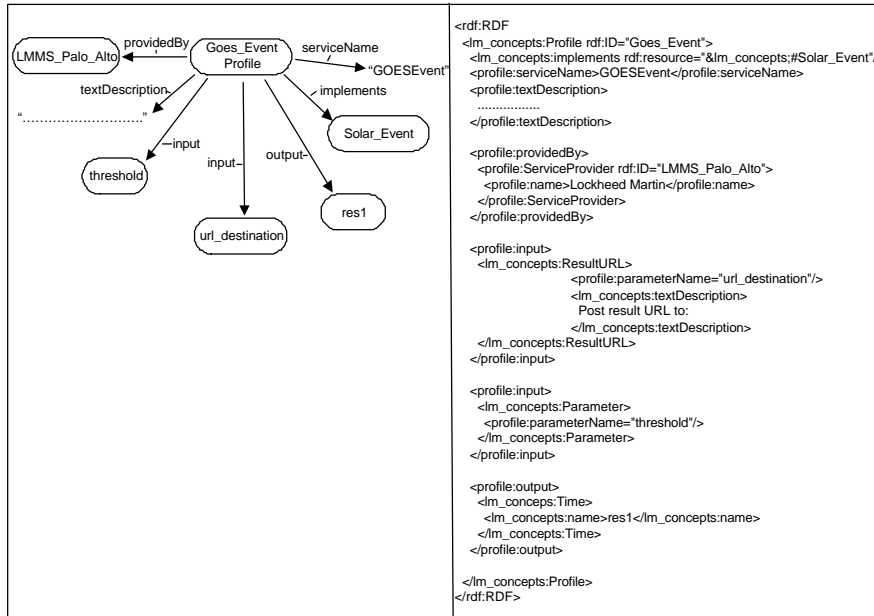 LMMS_Palo_Alto
providedBy
Goes_Event
Profile
serviceName
“GOESEvent”
textDescription
implements
“............................”
Solar_Event
input
threshold
input
output
url_destination
res1
<rdf:RDF
<lm_concepts:Profile rdf:ID="Goes_Event">
<lm_concepts:implements rdf:resource="&lm_concepts;#Solar_Event"/
<profile:serviceName>GOESEvent</profile:serviceName>
<profile:textDescription>
.................
</profile:textDescription>
<profile:providedBy>
<profile:ServiceProvider rdf:ID="LMMS_Palo_Alto">
<profile:name>Lockheed Martin</profile:name>
</profile:ServiceProvider>
</profile:providedBy>
<profile:input>
<lm_concepts:ResultURL>
<profile:parameterName="url_destination"/>
<lm_concepts:textDescription>
Post result URL to:
</lm_concepts:textDescription>
</lm_concepts:ResultURL>
</profile:input>
<profile:input>
<lm_concepts:Parameter>
<profile:parameterName="threshold"/>
</lm_concepts:Parameter>
</profile:input>
<profile:output>
<lm_conceps:Time>
<lm_concepts:name>res1</lm_concepts:name>
</lm_concepts:Time>
</profile:output>
</lm_concepts:Profile>
</rdf:RDF>